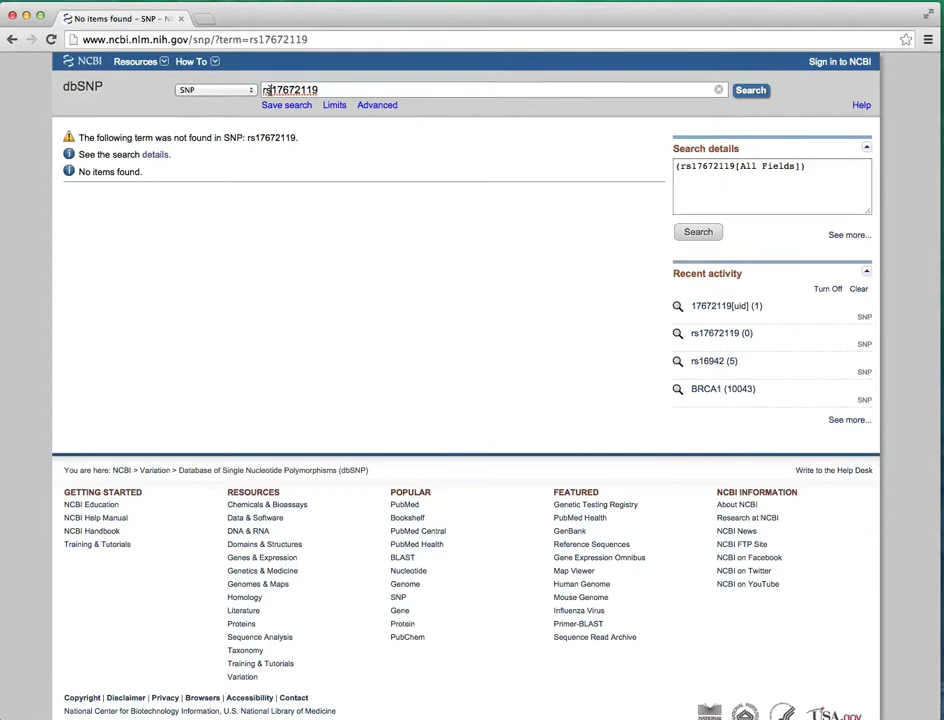 No items found - SNP - N
www.ncbi.nlm.nih.gov/snp/?term=rs17672119
NCBI Resources How To Sign in to NCBI
dbSNP
SNP rs17672119 Search
Save search Limits Advanced Help
The following term was not found in SNP: rs17672119.
See the search details.
No items found.
Search details
(rs17672119[All Fields])
Search See more...
Recent activity
Turn Off Clear
17672119[uid] (1)
SNP
rs17672119 (0)
SNP
rs16942 (5)
SNP
BRCA1 (10043)
SNP
See more...
You are here: NCBI > Variation > Database of Single Nucleotide Polymorphisms (dbSNP) Write to the Help Desk
GETTING STARTED
NCBI Education
NCBI Help Manual
NCBI Handbook
Training & Tutorials
RESOURCES
Chemicals & Bioassays
Data & Software
DNA & RNA
Domains & Structures
Genes & Expression
Genetics & Medicine
Genomes & Maps
Homology
Literature
Proteins
Sequence Analysis
Taxonomy
Training & Tutorials
Variation
POPULAR
PubMed
Bookshelf
PubMed Central
PubMed Health
BLAST
Nucleotide
Genome
SNP
Gene
Protein
PubChem
FEATURED
Genetic Testing Registry
PubMed Health
GenBank
Reference Sequences
Gene Expression Omnibus
Map Viewer
Human Genome
Mouse Genome
Influenza Virus
Primer-BLAST
Sequence Read Archive
NCBI INFORMATION
About NCBI
Research at NCBI
NCBI News
NCBI FTP Site
NCBI on Facebook
NCBI on Twitter
NCBI on YouTube
Copyright | Disclaimer | Privacy | Browsers | Accessibility | Contact
National Center for Biotechnology Information, U.S. National Library of Medicine
NATIONAL
USA.gov